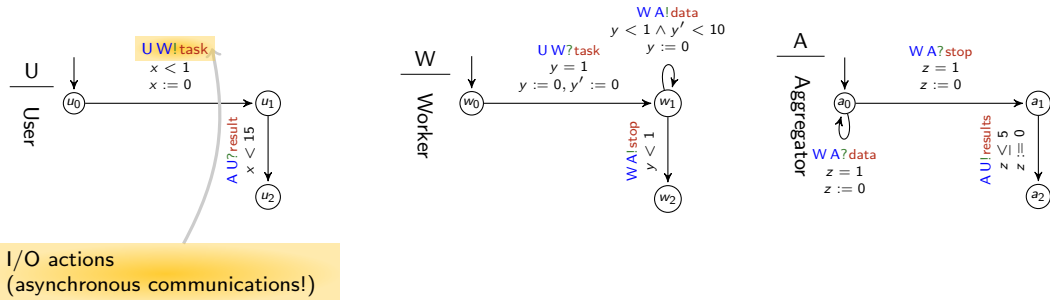 U
User
u0
U W!task
x < 1
x := 0
u1
A U?result
x < 15
u2
I/O actions
(asynchronous communications!)
W
Worker
w0
U W?task
y = 1
y := 0, y′ := 0
W A!data
y < 1 ∧ y′ < 10
y := 0
w1
W A!stop
y < 1
w2
A
Aggregator
a0
W A?data
z = 1
z := 0
W A?stop
z = 1
z := 0
a1
A U!results
z ≤ 5
z := 0
a2